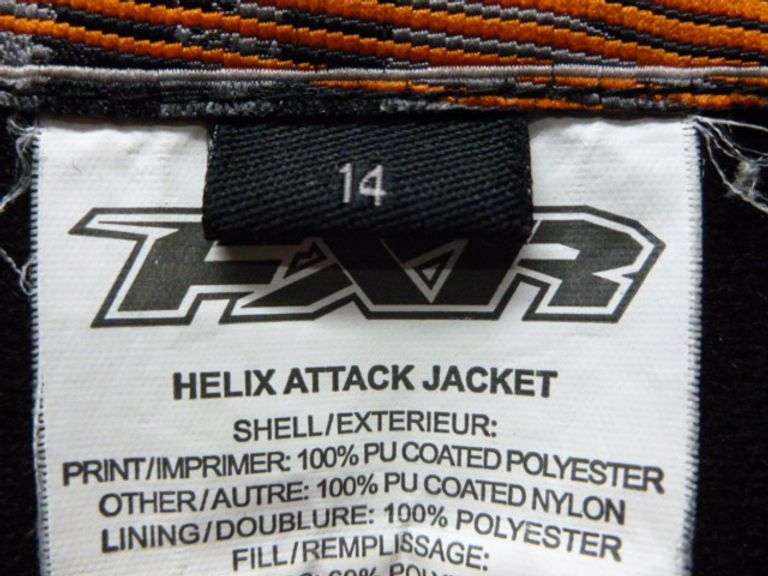 14
FXR
HELIX ATTACK JACKET
SHELL/EXTERIEUR:
PRINT/IMPRIMER: 100% PU COATED POLYESTER
OTHER/AUTRE: 100% PU COATED NYLON
LINING/DOUBLURE: 100% POLYESTER
FILL/REMPLISSAGE: